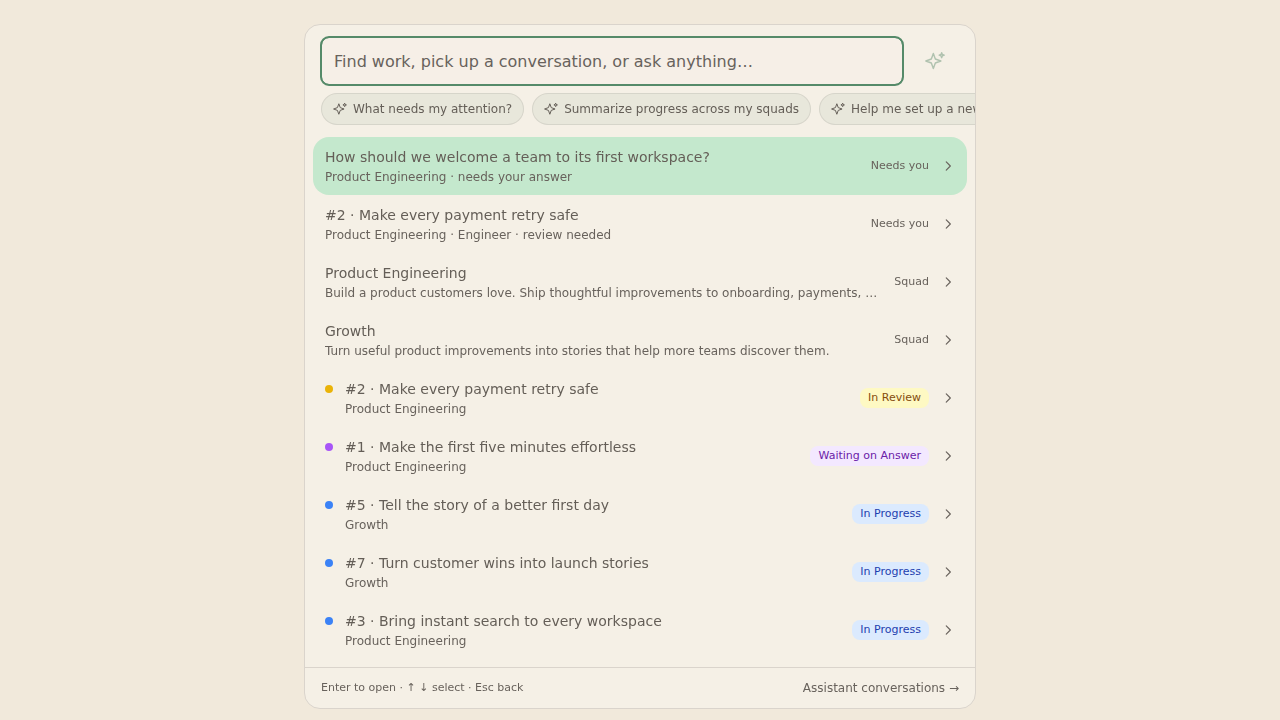 Find work, pick up a conversation, or ask anything…
What needs my attention?
Summarize progress across my squads
Help me set up a
How should we welcome a team to its first workspace?
Product Engineering · needs your answer
Needs you
#2 · Make every payment retry safe
Product Engineering · Engineer · review needed
Needs you
Product Engineering
Build a product customers love. Ship thoughtful improvements to onboarding, payments, …
Squad
Growth
Turn useful product improvements into stories that help more teams discover them.
Squad
#2 · Make every payment retry safe
Product Engineering
In Review
#1 · Make the first five minutes effortless
Product Engineering
Waiting on Answer
#5 · Tell the story of a better first day
Growth
In Progress
#7 · Turn customer wins into launch stories
Growth
In Progress
#3 · Bring instant search to every workspace
Product Engineering
In Progress
Enter to open · ↑ ↓ select · Esc back
Assistant conversations →